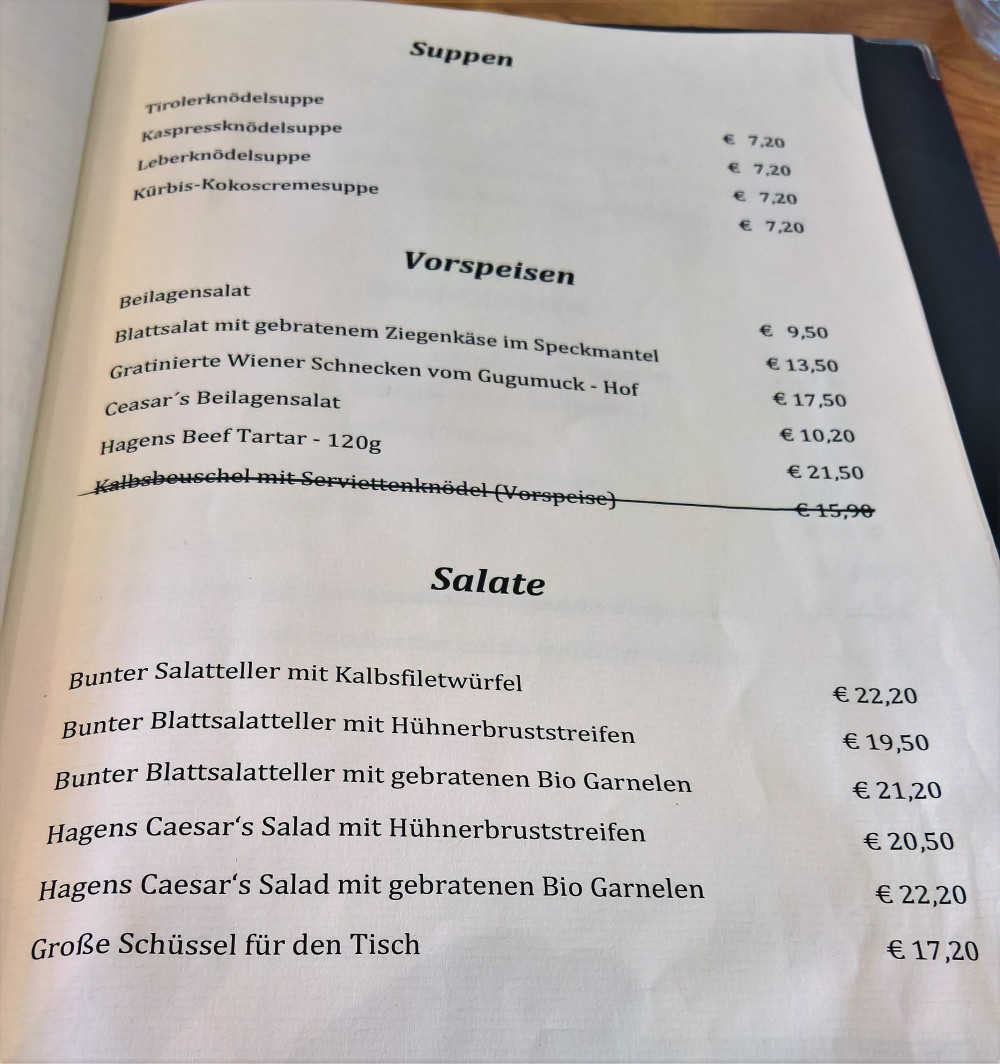 Suppen
Tirolerknödelsuppe € 7,20
Kaspressknödelsuppe € 7,20
Leberknödelsuppe € 7,20
Kürbis-Kokoscremesuppe € 7,20
Vorspeisen
Beilagensalat € 9,50
Blattsalat mit gebratenem Ziegenkäse im Speckmantel € 13,50
Gratinierte Wiener Schnecken vom Gugumuck - Hof € 17,50
Ceasar´s Beilagensalat € 10,20
Hagens Beef Tartar - 120g € 21,50
Kalbsbeuschel mit Serviettenknödel (Vorspeise) € 15,90
Salate
Bunter Salatteller mit Kalbsfiletwürfel € 22,20
Bunter Blattsalatteller mit Hühnerbruststreifen € 19,50
Bunter Blattsalatteller mit gebratenen Bio Garnelen € 21,20
Hagens Caesar‘s Salad mit Hühnerbruststreifen € 20,50
Hagens Caesar‘s Salad mit gebratenen Bio Garnelen € 22,20
Große Schüssel für den Tisch € 17,20